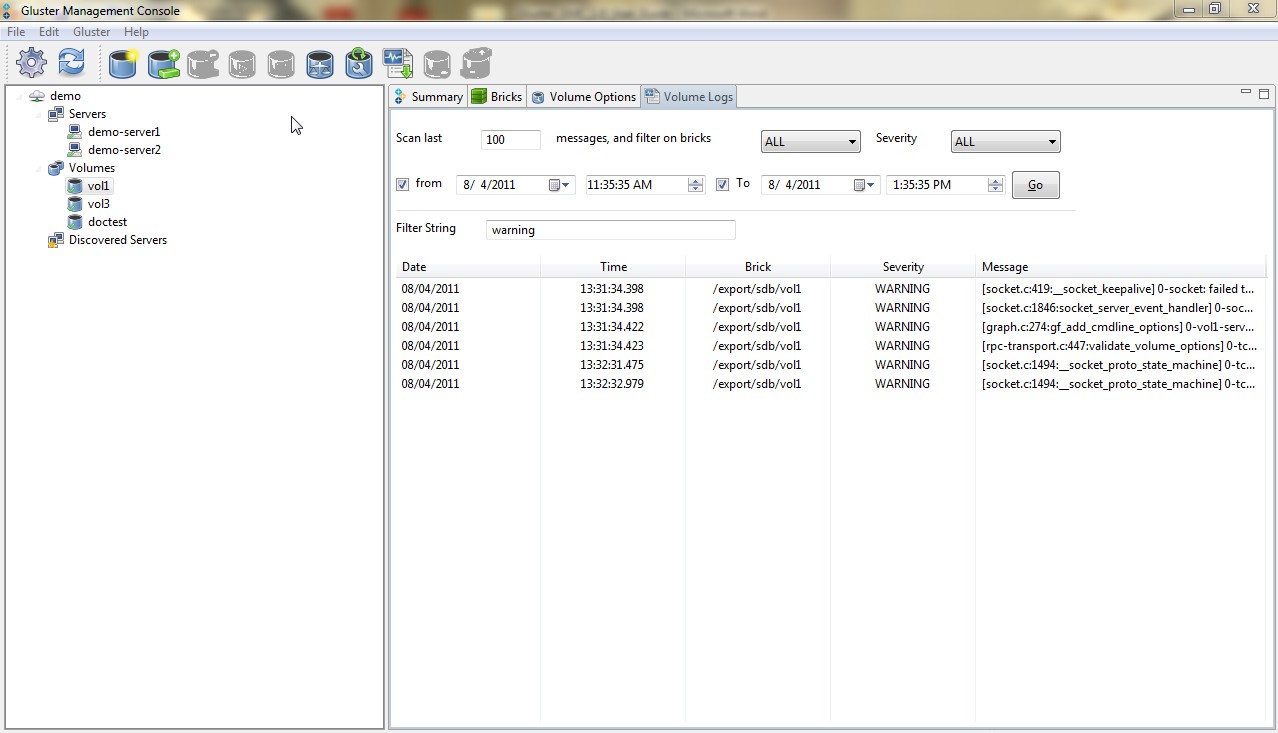 Gluster Management Console
File Edit Gluster Help
demo
Servers
demo-server1
demo-server2
Volumes
vol1
vol3
doctest
Discovered Servers
Summary Bricks Volume Options Volume Logs
Scan last 100 messages, and filter on bricks ALL Severity ALL
from 8/ 4/2011 11:35:35 AM To 8/ 4/2011 1:35:35 PM Go
Filter String warning
Date Time Brick Severity Message
08/04/2011 13:31:34.398 /export/sdb/vol1 WARNING [socket.c:419:__socket_keepalive] 0-socket: failed t...
08/04/2011 13:31:34.398 /export/sdb/vol1 WARNING [socket.c:1846:socket_server_event_handler] 0-soc...
08/04/2011 13:31:34.422 /export/sdb/vol1 WARNING [graph.c:274:gf_add_cmdline_options] 0-vol1-serv...
08/04/2011 13:31:34.423 /export/sdb/vol1 WARNING [rpc-transport.c:447:validate_volume_options] 0-tc...
08/04/2011 13:32:31.475 /export/sdb/vol1 WARNING [socket.c:1494:__socket_proto_state_machine] 0-tc...
08/04/2011 13:32:32.979 /export/sdb/vol1 WARNING [socket.c:1494:__socket_proto_state_machine] 0-tc...